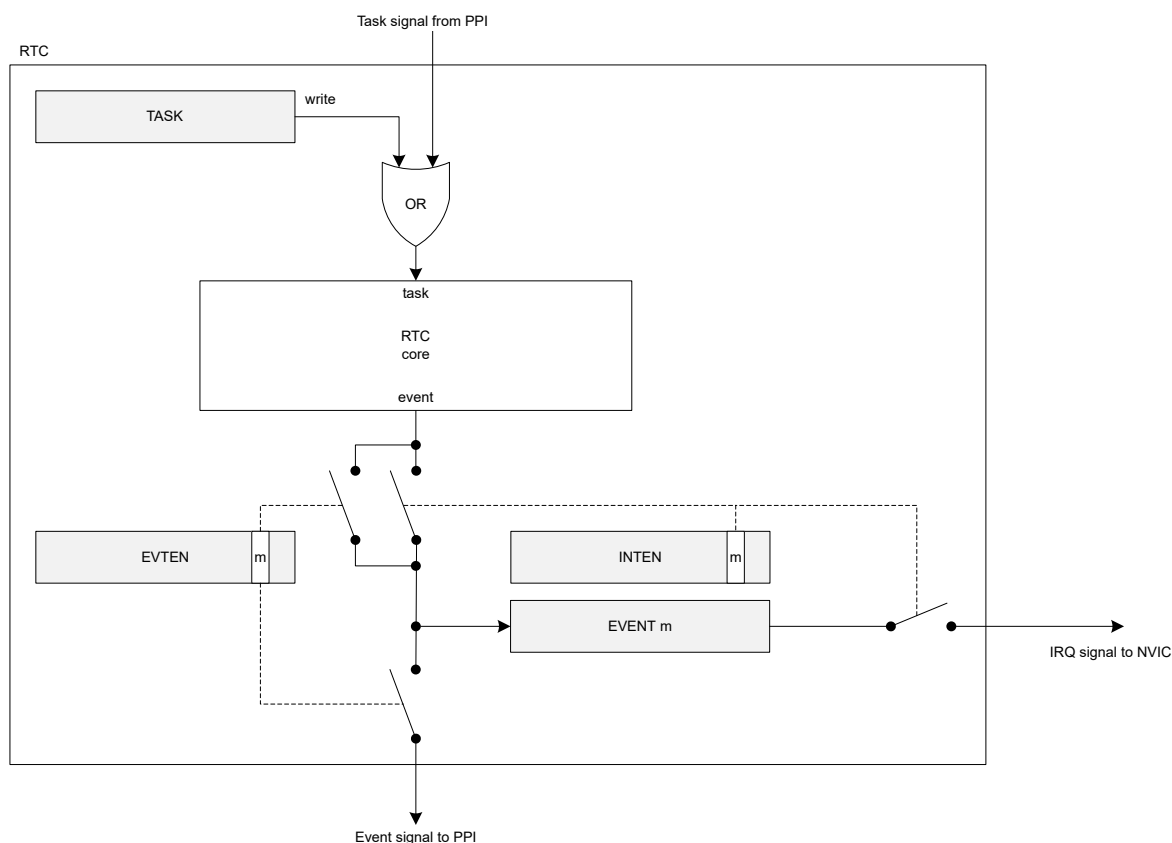 Task signal from PPI
RTC
write
TASK
OR
task
RTC
core
event
EVTEN
m
INTEN
m
EVENT m
IRQ signal to NVIC
Event signal to PPI